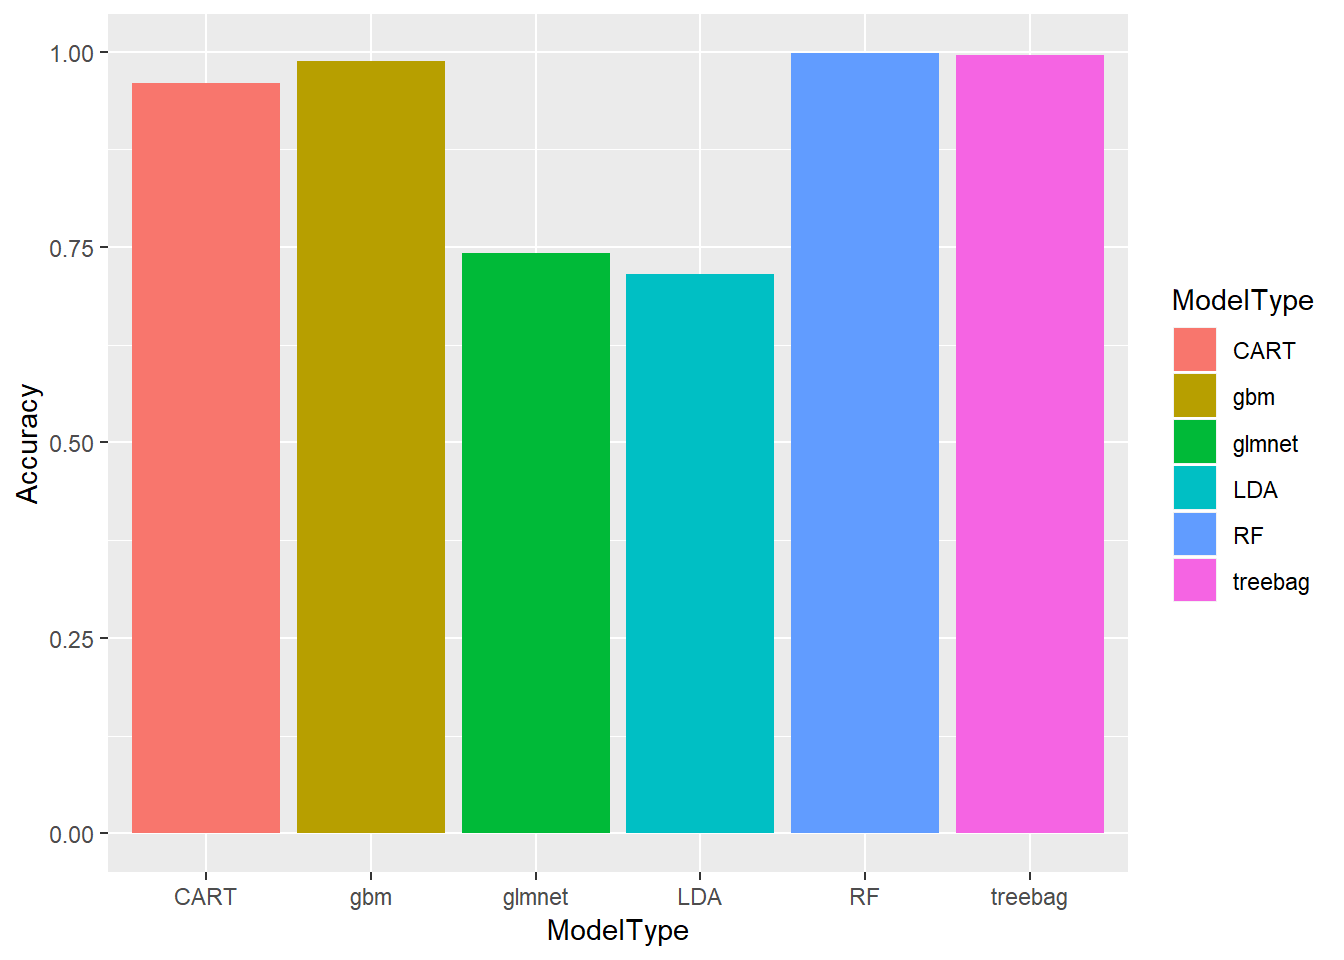 1.00
0.75
0.50
0.25
0.00
Accuracy
CART gbm glmnet LDA RF treebag
ModelType
ModelType
CART
gbm
glmnet
LDA
RF
treebag